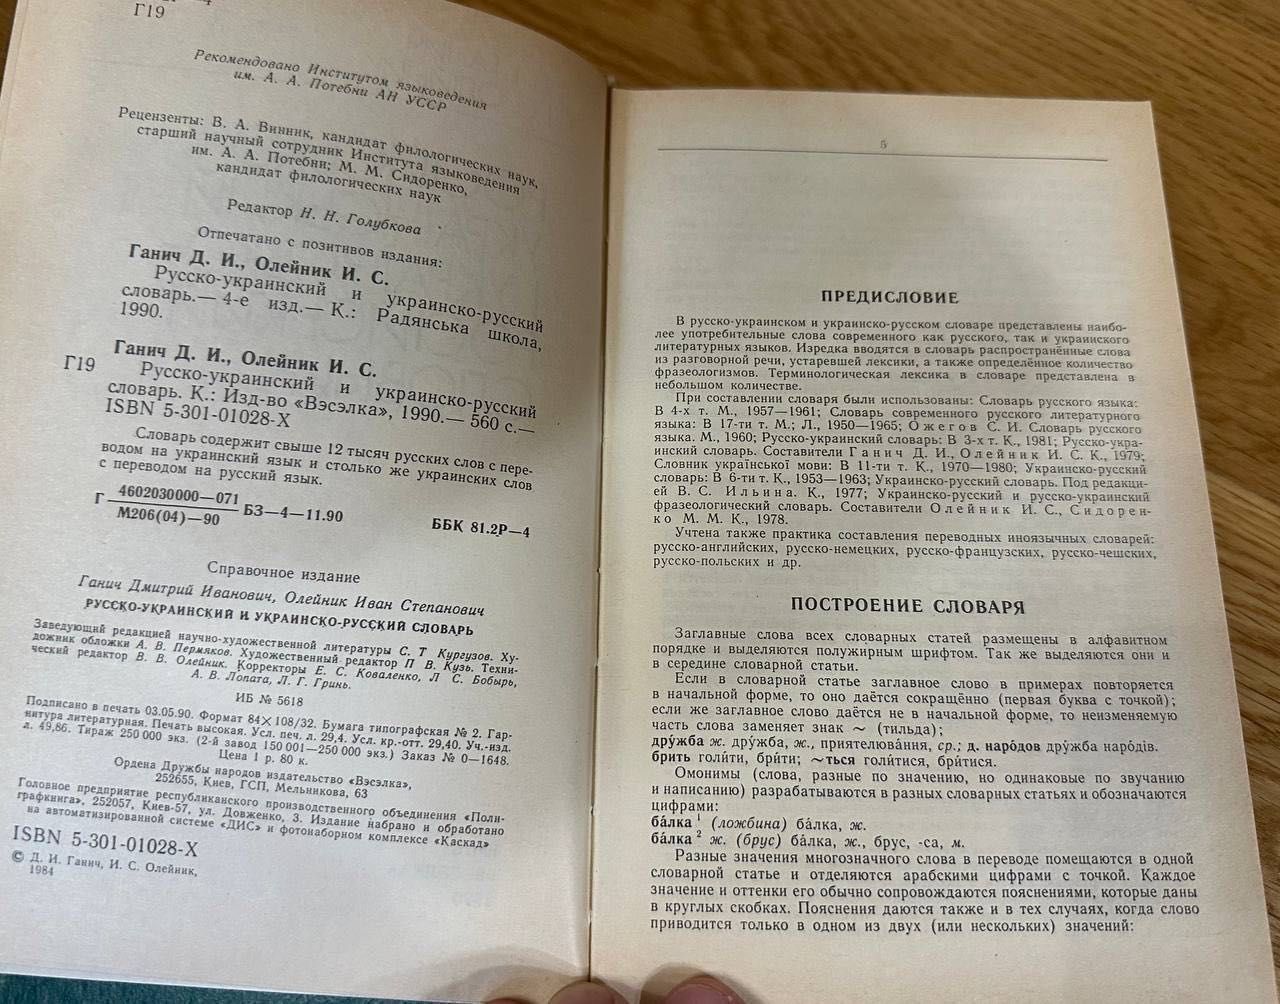 Г19
Рекомендовано Институтом языковедения
им. А. А. Потебни АН УССР
Рецензенты: В. А. Винник, кандидат филологических наук,
старший научный сотрудник Института языковедения
им. А. А. Потебни; М. М. Сидоренко,
кандидат филологических наук
Редактор Н. Н. Голубкова
Отпечатано с позитивов издания:
Ганич Д. И., Олейник И. С.
Русско-украинский и украинско-русский
словарь.— 4-е изд.— К.: Радянська школа,
1990.
Ганич Д. И., Олейник И. С.
Г19 Русско-украинский и украинско-русский
словарь. К.: Изд-во «Вэсэлка», 1990.— 560 с.—
ISBN 5-301-01028-X
Словарь содержит свыше 12 тысяч русских слов с пере-
водом на украинский язык и столько же украинских слов
с переводом на русский язык.
Г 4602030000—071 БЗ—4—11.90
М206(04)—90
ББК 81.2Р—4
Справочное издание
Ганич Дмитрий Иванович, Олейник Иван Степанович
РУССКО-УКРАИНСКИЙ И УКРАИНСКО-РУССКИЙ СЛОВАРЬ
Заведующий редакцией научно-художественной литературы С. Т Кургузов. Ху-
дожник обложки А. В. Пермяков. Художественный редактор П В. Кузь. Техни-
ческий редактор В. В. Олейник. Корректоры Е. С. Коваленко, Л С. Бобырь,
А. В. Лопата, Л. Г. Гринь.
ИБ № 5618
Подписано в печать 03.05.90. Формат 84×108/32. Бумага типографская № 2. Гар-
нитура литературная. Печать высокая. Усл. печ. л. 29,4. Усл. кр.-отт. 29,40. Уч.-изд.
л. 49,86. Тираж 250 000 экз. (2-й завод 150 001—250 000 экз.) Заказ № 0—1648.
Цена 1 р. 80 к.
Ордена Дружбы народов издательство «Вэсэлка»,
252655, Киев, ГСП, Мельникова, 63
Головное предприятие республиканского производственного объединения «Поли-
графкнига», 252057, Киев-57, ул. Довженко, 3. Издание набрано и обработано
на автоматизированной системе «ДИС» и фотонаборном комплексе «Каскад»
ISBN 5-301-01028-X
© Д. И. Ганич, И. С. Олейник,
1984
5
ПРЕДИСЛОВИЕ
В русско-украинском и украинско-русском словаре представлены наибо-
лее употребительные слова современного как русского, так и украинского
литературных языков. Изредка вводятся в словарь распространённые слова
из разговорной речи, устаревшей лексики, а также определённое количество
фразеологизмов. Терминологическая лексика в словаре представлена в
небольшом количестве.
При составлении словаря были использованы: Словарь русского языка:
В 4-х т. М., 1957—1961; Словарь современного русского литературного
языка: В 17-ти т. М.; Л., 1950—1965; Ожегов С. И. Словарь русского
языка. М., 1960; Русско-украинский словарь: В 3-х т. К., 1981; Русско-укра-
инский словарь. Составители Ганич Д. И., Олейник И. С. К., 1979;
Словник української мови: В 11-ти т. К., 1970—1980; Украинско-русский
словарь: В 6-ти т. К., 1953—1963; Украинско-русский словарь. Под редакци-
ей В. С. Ильина. К., 1977; Украинско-русский и русско-украинский
фразеологический словарь. Составители Олейник И. С., Сидорен-
ко М. М. К., 1978.
Учтена также практика составления переводных иноязычных словарей:
русско-английских, русско-немецких, русско-французских, русско-чешских,
русско-польских и др.
ПОСТРОЕНИЕ СЛОВАРЯ
Заглавные слова всех словарных статей размещены в алфавитном
порядке и выделяются полужирным шрифтом. Так же выделяются они и
в середине словарной статьи.
Если в словарной статье заглавное слово в примерах повторяется
в начальной форме, то оно даётся сокращённо (первая буква с точкой);
если же заглавное слово даётся не в начальной форме, то неизменяемую
часть слова заменяет знак ~ (тильда);
дру́жба ж. дру́жба, ж., приятелюва́ння, ср.; д. наро́дов дру́жба наро́дів.
брить голи́ти, бри́ти; ~ться голи́тися, бри́тися.
Омонимы (слова, разные по значению, но одинаковые по звучанию
и написанию) разрабатываются в разных словарных статьях и обозначаются
цифрами:
ба́лка ¹ (ложбина) ба́лка, ж.
ба́лка ² ж. (брус) ба́лка, ж., брус, -са, м.
Разные значения многозначного слова в переводе помещаются в одной
словарной статье и отделяются арабскими цифрами с точкой. Каждое
значение и оттенки его обычно сопровождаются пояснениями, которые даны
в круглых скобках. Пояснения даются также и в тех случаях, когда слово
приводится только в одном из двух (или нескольких) значений: